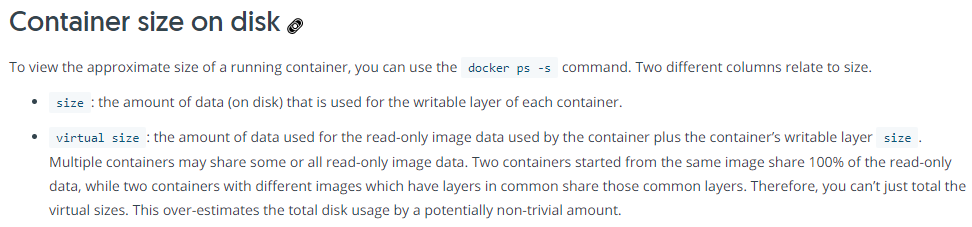 Container size on disk
To view the approximate size of a running container, you can use the docker ps -s command. Two different columns relate to size.
• size : the amount of data (on disk) that is used for the writable layer of each container.
• virtual size : the amount of data used for the read-only image data used by the container plus the container’s writable layer size .
Multiple containers may share some or all read-only image data. Two containers started from the same image share 100% of the read-only
data, while two containers with different images which have layers in common share those common layers. Therefore, you can’t just total the
virtual sizes. This over-estimates the total disk usage by a potentially non-trivial amount.